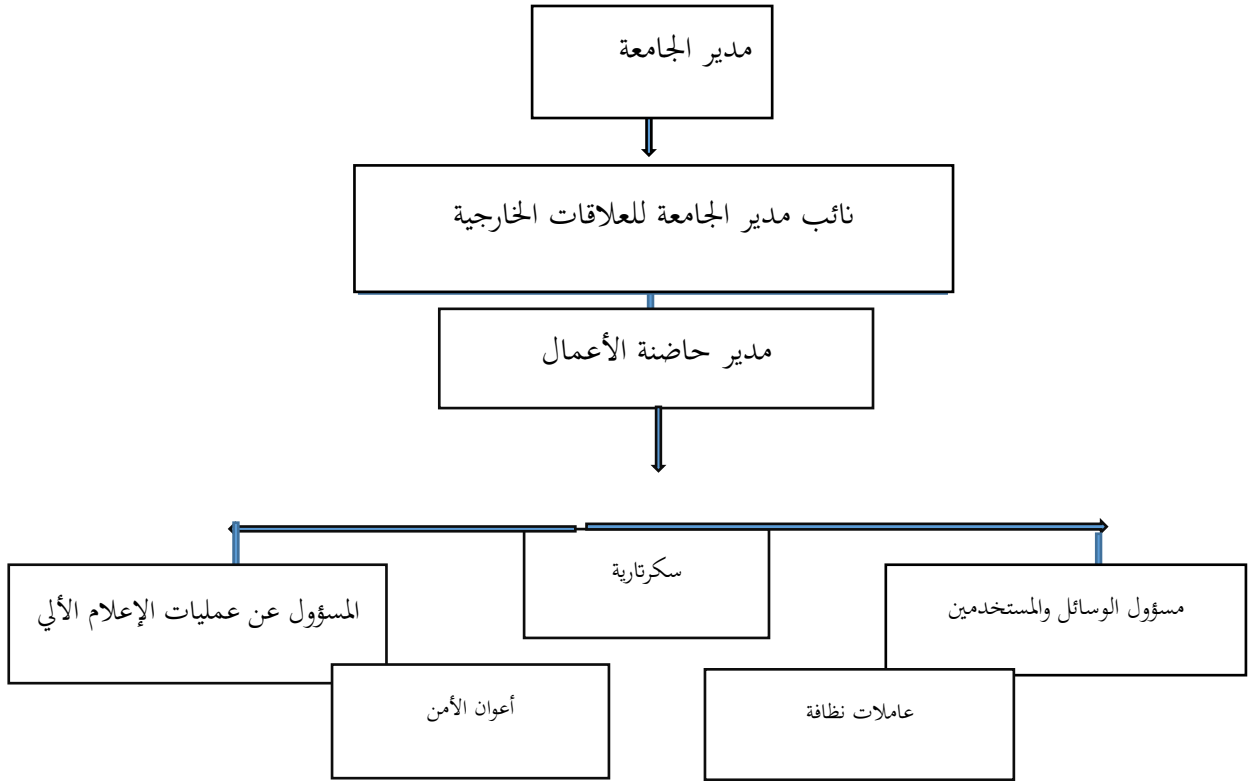 مدير الجامعة
نائب مدير الجامعة للعلاقات الخارجية
مدير حاضنة الأعمال
سكرتارية
مسؤول الوسائل والمستخدمين
المسؤول عن عمليات الإعلام الألي
عاملات نظافة
أعوان الأمن